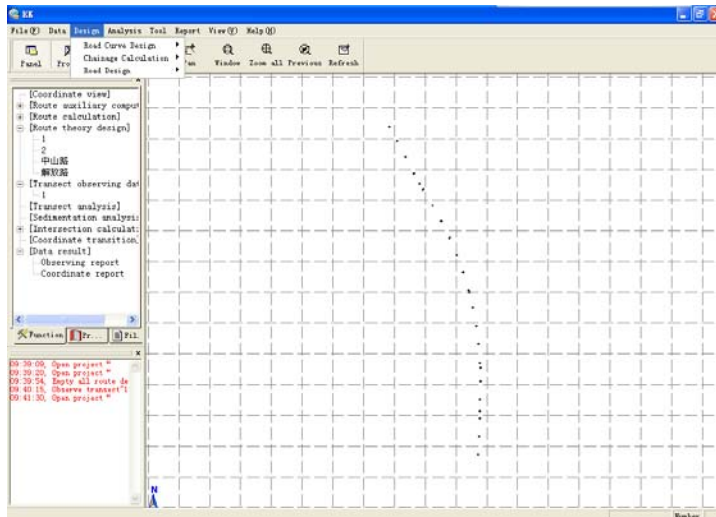 KK
File(F) Data Design Analysis Tool Report View(V) Help(H)
Panel Pro Pan Window Zoom all Previous Refresh
Road Curve Design
Chainage Calculation
Road Design
[Coordinate view]
[Route auxiliary comput
[Route calculation]
[Route theory design]
1
2
中山路
解放路
[Transect observing dat
1
[Transect analysis]
[Sedimentation analysis
[Intersection calculat:
[Coordinate transition]
[Data result]
Observing report
Coordinate report
Function Pr... Fil
09:39:09, Open project "
09:39:20, Open project "
09:39:54, Empty all route de
09:40:15, Observe transect"1
09:41:30, Open project "
N
Number